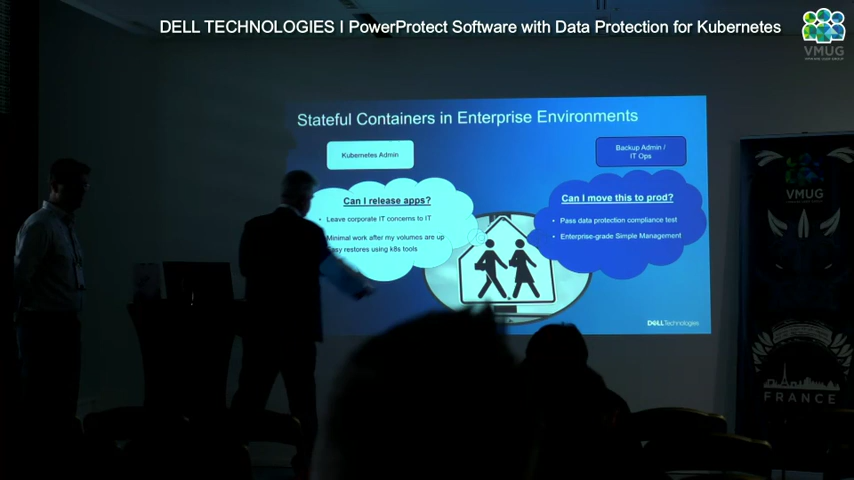 DELL TECHNOLOGIES I PowerProtect Software with Data Protection for Kubernetes
VMUG
Stateful Containers in Enterprise Environments
Kubernetes Admin
Backup Admin /
IT Ops
Can I release apps?
• Leave corporate IT concerns to IT
Minimal work after my volumes are up
Easy restores using k8s tools
Can I move this to prod?
• Pass data protection compliance test
• Enterprise-grade Simple Management
DELLTechnologies
VMUG
FRANCE